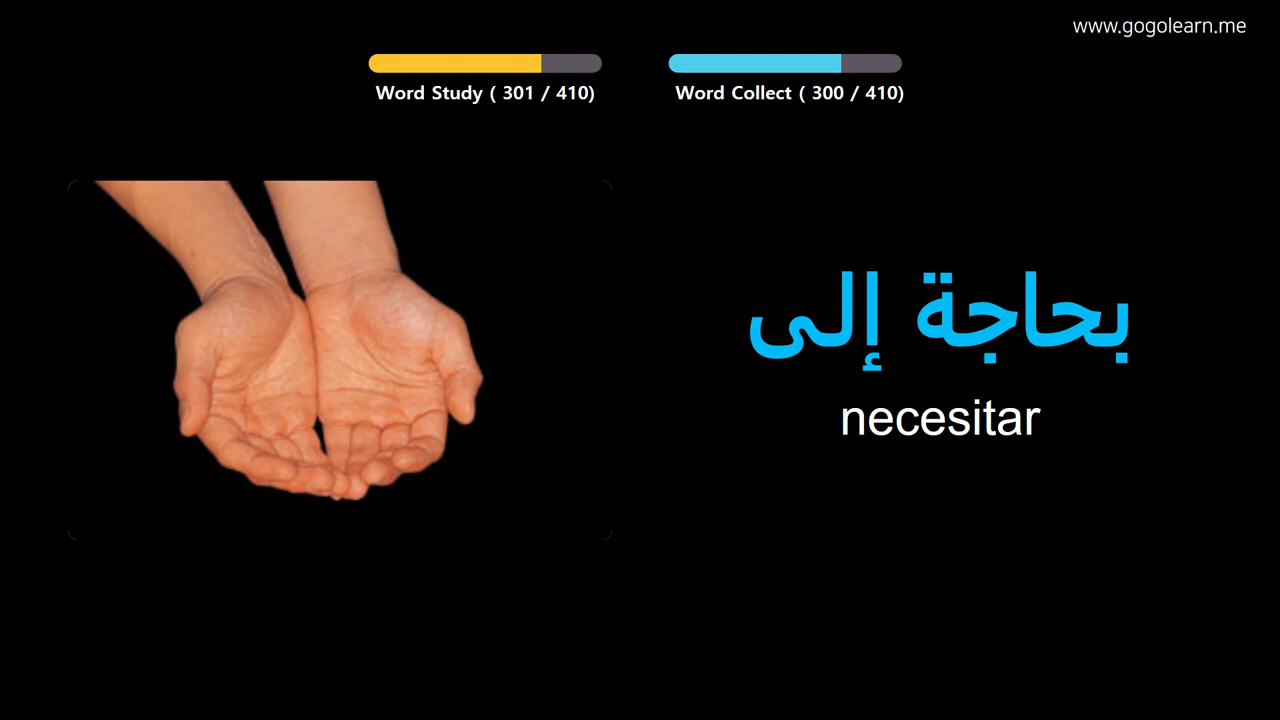 www.gogolearn.me
Word Study ( 301 / 410)
Word Collect ( 300 / 410)
بحاجة إلى
necesitar